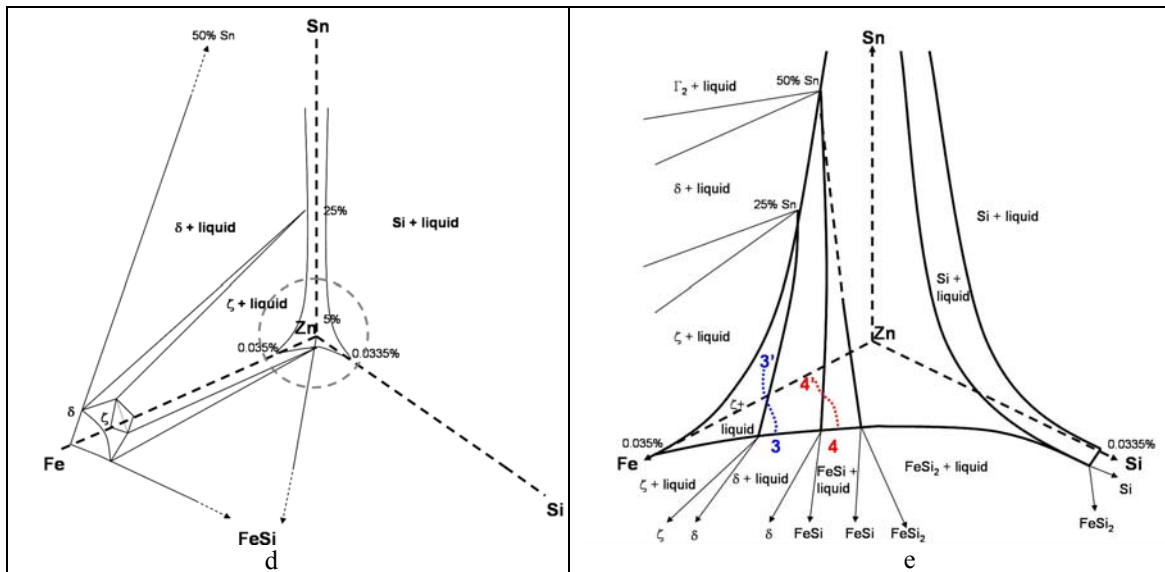 50% Sn
Sn
δ + liquid
25%
Si + liquid
ζ + liquid
Zn
5%
0.035%
0.0335%
δ
ζ
Fe
Si
FeSi
d
Sn
50% Sn
Γ2 + liquid
δ + liquid
25% Sn
Si + liquid
Si +
liquid
ζ + liquid
Zn
3'
4'
ζ+
liquid
0.035%
0.0335%
Fe
3
4
Si
ζ + liquid
δ + liquid
FeSi +
liquid
FeSi2 + liquid
Si
ζ
δ
δ
FeSi
FeSi
FeSi2
FeSi2
e